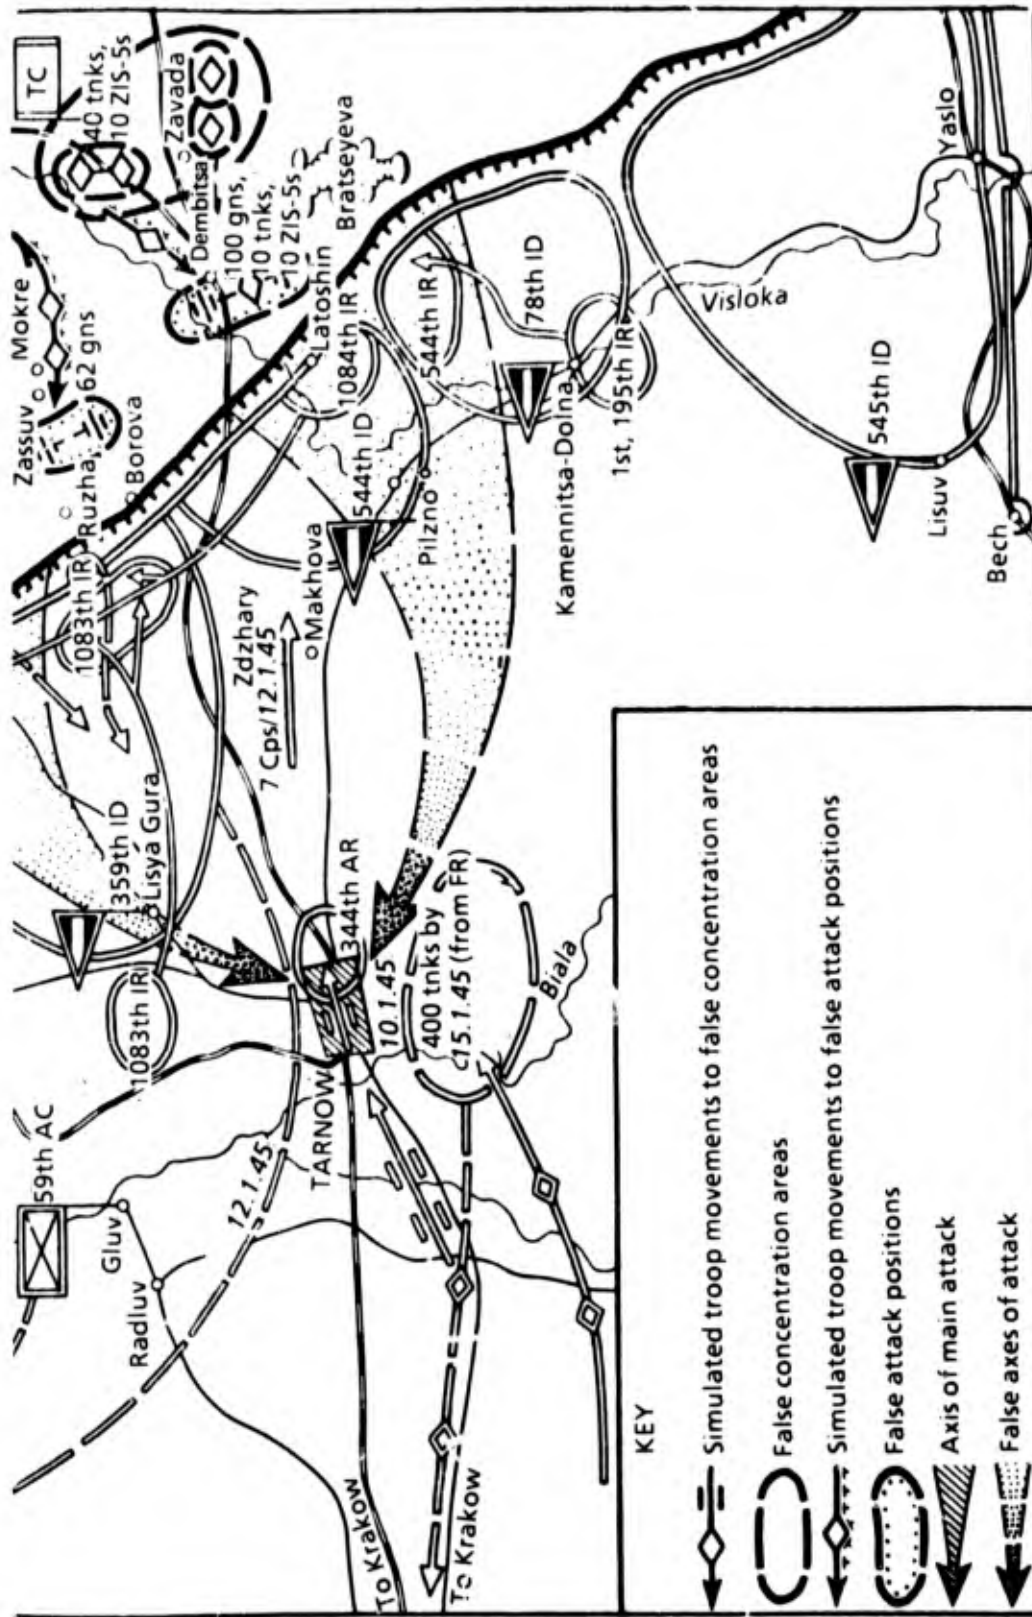 TC
40 tnks,
10 ZIS-5s
Zavada
Dembitsa
100 gns,
10 tnks,
10 ZIS-5s
Mokre
Zassuv
62 gns
Ruzha
Borova
Latoshin
Bratseyeva
1083th IR
1084th IR
544th IR
544th ID
78th ID
Zdzhary
7 Cps/12.1.45
Makhova
Pilzno
Kamennitsa-Dolna
1st, 195th IR
Visloka
Yaslo
545th ID
Lisuv
Bech
359th ID
Lisya Gura
1083th IR
344th AR
59th AC
Gluv
Radluv
12.1.45
TARNOW
10.1.45
400 tnks by
15.1.45 (from FR)
Biala
To Krakow
To Krakow
KEY
Simulated troop movements to false concentration areas
False concentration areas
Simulated troop movements to false attack positions
False attack positions
Axis of main attack
False axes of attack